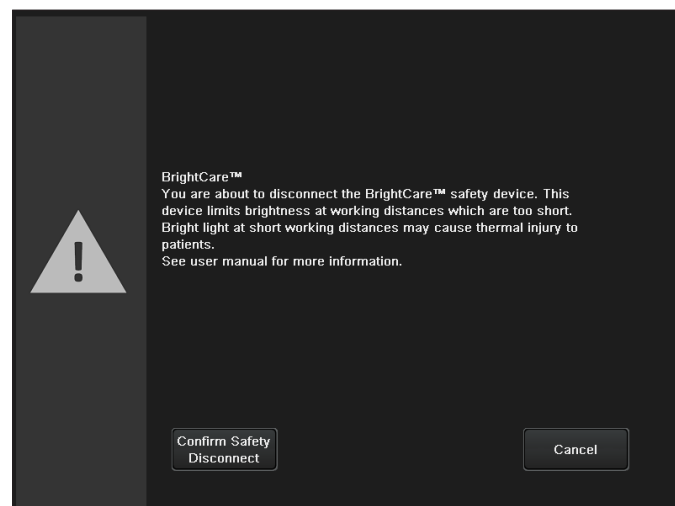 BrightCare™
You are about to disconnect the BrightCare™ safety device. This
device limits brightness at working distances which are too short.
Bright light at short working distances may cause thermal injury to
patients.
See user manual for more information.
Confirm Safety
Disconnect
Cancel